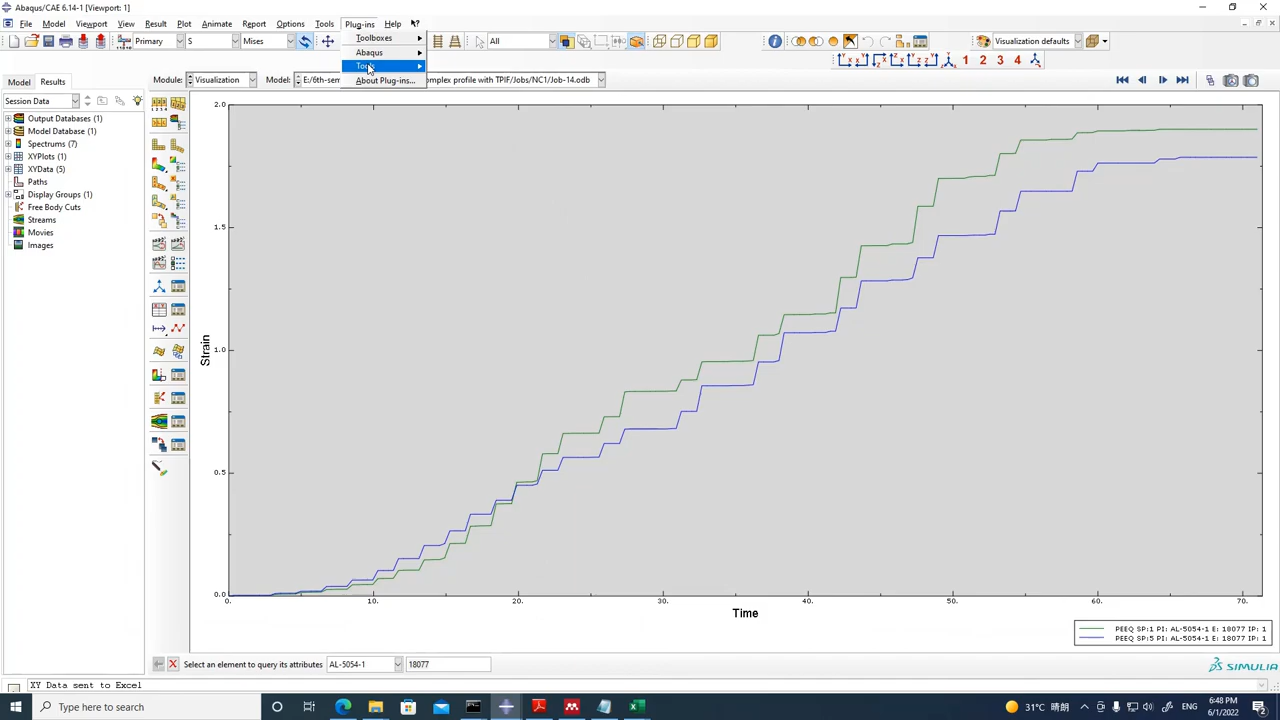 Abaqus/CAE 6.14-1 [Viewport: 1]
File Model Viewport View Result Plot Animate Report Options Tools Plug-ins Help
Primary S Mises All Visualization defaults
Toolboxes
Abaqus
Tools
About Plug-ins...
1 2 3 4
Model Results
Module: Visualization Model: E:/6th-sem mplex profile with TPIF/Jobs/NC1/Job-14.odb
Session Data
Output Databases (1)
Model Database (1)
Spectrums (7)
XYPlots (1)
XYData (5)
Paths
Display Groups (1)
Free Body Cuts
Streams
Movies
Images
2.0
1.5
1.0
0.5
0.0
Strain
0. 10. 20. 30. 40. 50. 60. 70.
Time
PEEQ SP:1 PI: AL-5054-1 E: 18077 IP: 1
PEEQ SP:5 PI: AL-5054-1 E: 18077 IP: 1
Select an element to query its attributes AL-5054-1 18077
SIMULIA
XY Data sent to Excel
Type here to search
31°C 晴朗
6:48 PM
6/1/2022